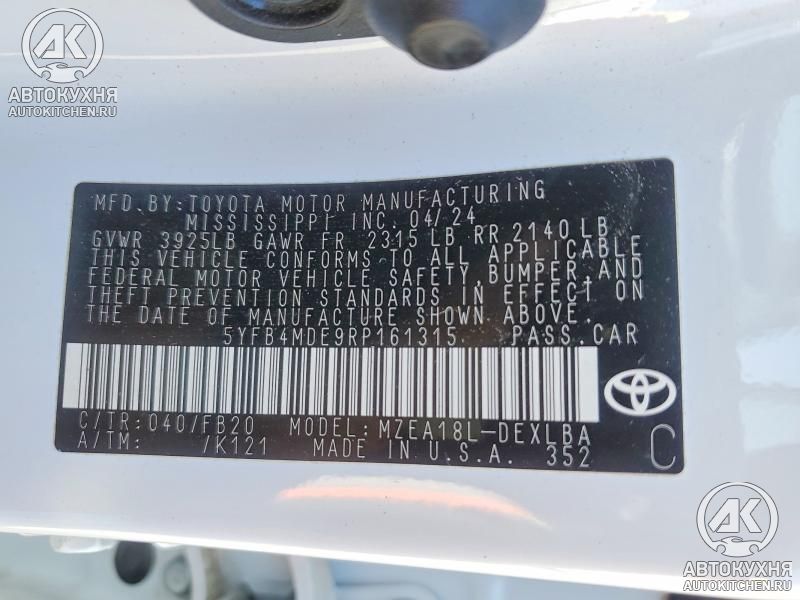 AK
АВТОКУХНЯ
AUTOKITCHEN.RU
MFD.BY:TOYOTA MOTOR MANUFACTURING
MISSISSIPPI INC. 04/24
GVWR 3925LB GAWR FR 2315 LB RR 2140 LB
THIS VEHICLE CONFORMS TO ALL APPLICABLE
FEDERAL MOTOR VEHICLE SAFETY, BUMPER, AND
THEFT PREVENTION STANDARDS IN EFFECT ON
THE DATE OF MANUFACTURE SHOWN ABOVE.
5YFB4MDE9RP161315 PASS.CAR
C/TR:040/FB20 MODEL:MZEA18L-DEXLBA
A/TM: /K121 MADE IN U.S.A. 352 C
AK
АВТОКУХНЯ
AUTOKITCHEN.RU